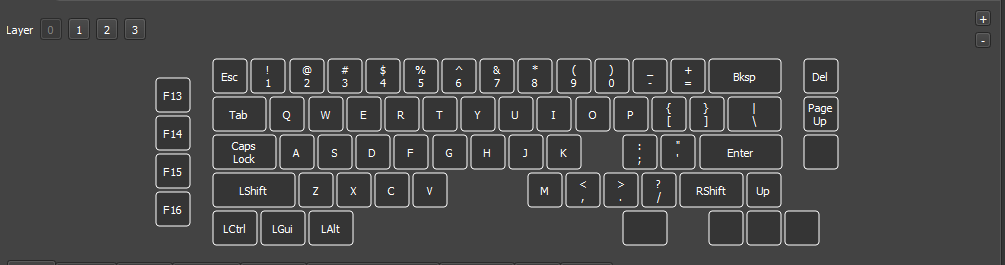 Layer 0 1 2 3
+
-
Esc ! @ # $ % ^ & * ( ) _ + Bksp Del
1 2 3 4 5 6 7 8 9 0 - =
F13
Tab Q W E R T Y U I O P { } | Page
[ ] \ Up
F14
Caps A S D F G H J K : " Enter
Lock ; '
F15
LShift Z X C V M < > ? RShift Up
, . /
F16
LCtrl LGui LAlt